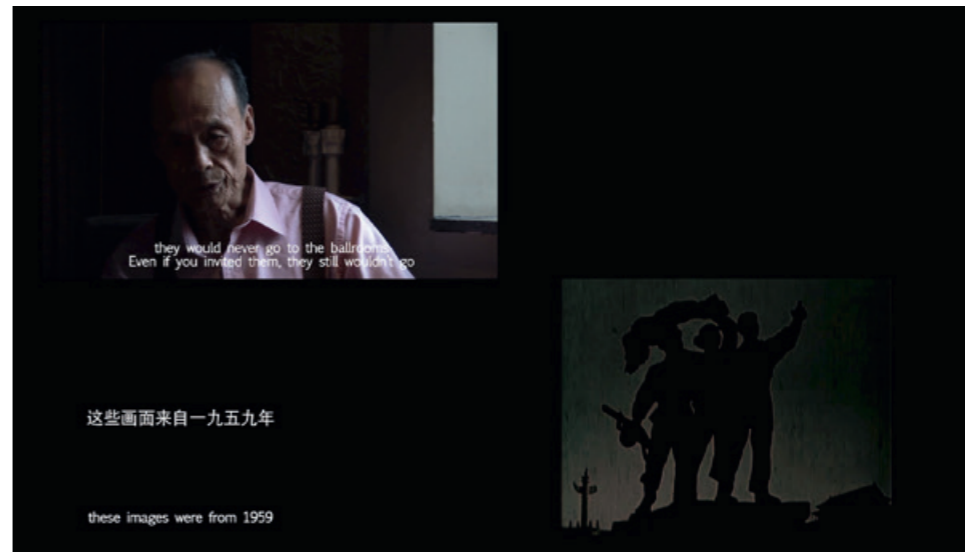 they would never go to the ballrooms
Even if you invited them, they still wouldn't go
这些画面来自一九五九年
these images were from 1959